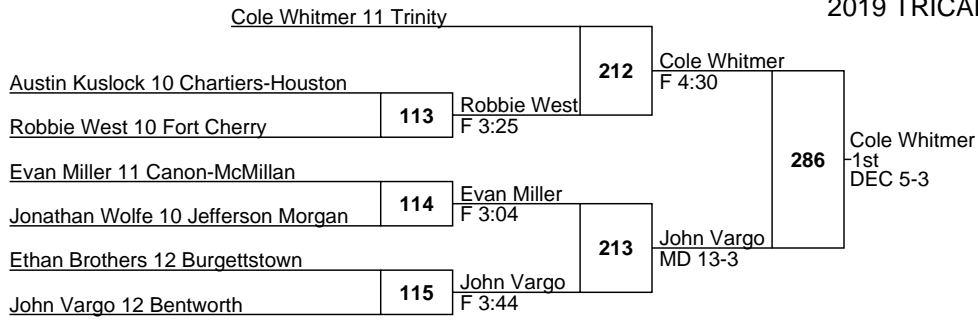 2019
Cole Whitmer 11 Trinity
212
Cole Whitmer
F 4:30
Austin Kuslock 10 Chartiers-Houston
113
Robbie West
F 3:25
Robbie West 10 Fort Cherry
286
Cole Whitmer
1st
DEC 5-3
Evan Miller 11 Canon-McMillan
114
Evan Miller
F 3:04
Jonathan Wolfe 10 Jefferson Morgan
213
John Vargo
MD 13-3
Ethan Brothers 12 Burgettstown
115
John Vargo
F 3:44
John Vargo 12 Bentworth